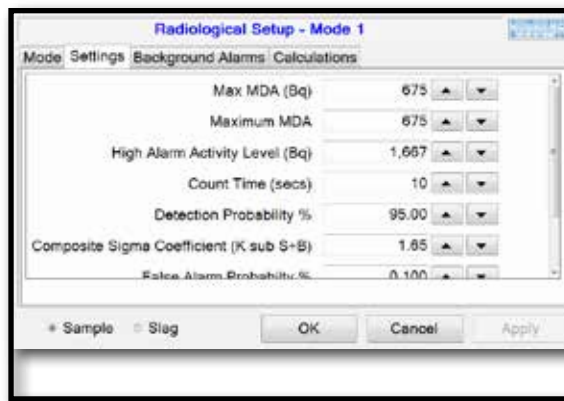 Radiological Setup - Mode 1
Mode Settings Background Alarms Calculations
Max MDA (Bq) 675
Maximum MDA 675
High Alarm Activity Level (Bq) 1,667
Count Time (secs) 10
Detection Probability % 95.00
Composite Sigma Coefficient (K sub S+B) 1.65
False Alarm Probabilty % 0.100
Sample Slag OK Cancel Apply